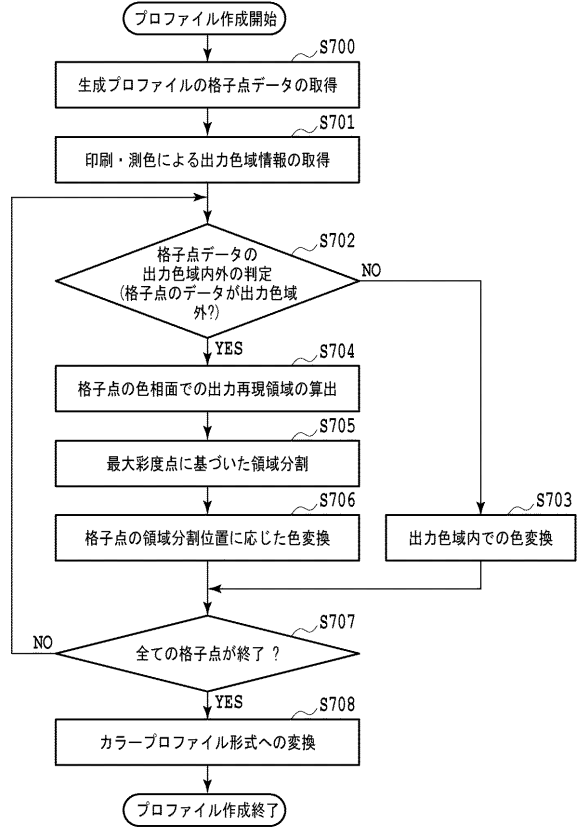 プロファイル作成開始
S700
生成プロファイルの格子点データの取得
S701
印刷・測色による出力色域情報の取得
S702
格子点データの
出力色域内外の判定
(格子点のデータが出力色域
外?)
NO
YES
S704
格子点の色相面での出力再現領域の算出
S705
最大彩度点に基づいた領域分割
S706
格子点の領域分割位置に応じた色変換
S703
出力色域内での色変換
S707
全ての格子点が終了 ?
NO
YES
S708
カラープロファイル形式への変換
プロファイル作成終了